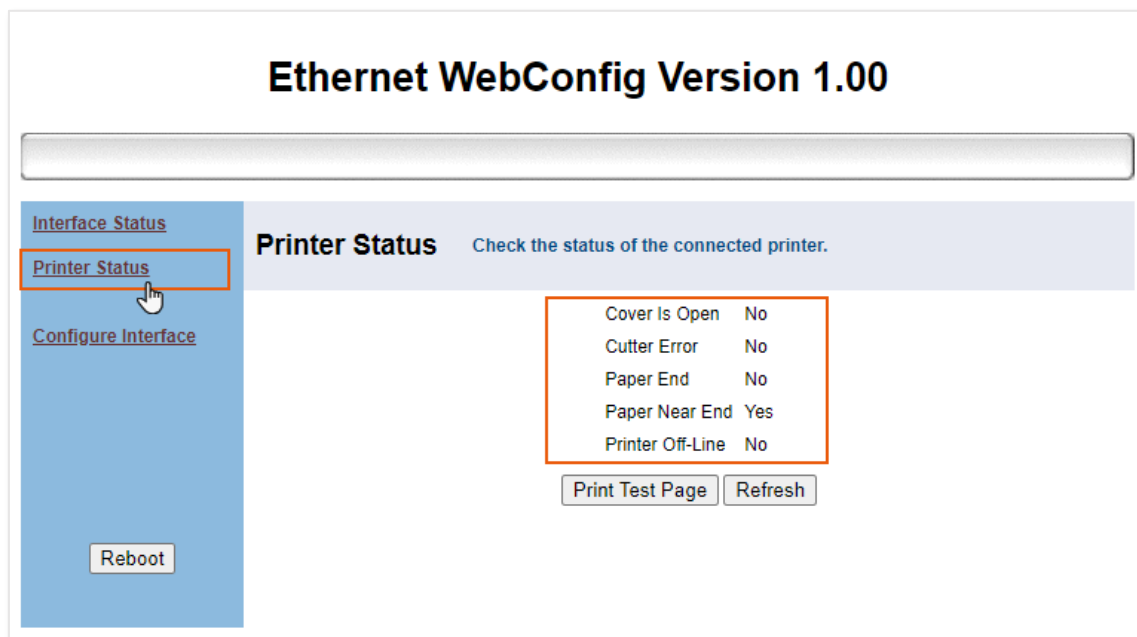 Ethernet WebConfig Version 1.00
Interface Status
Printer Status
Configure Interface
Reboot
Printer Status Check the status of the connected printer.
Cover Is Open No
Cutter Error No
Paper End No
Paper Near End Yes
Printer Off-Line No
Print Test Page Refresh